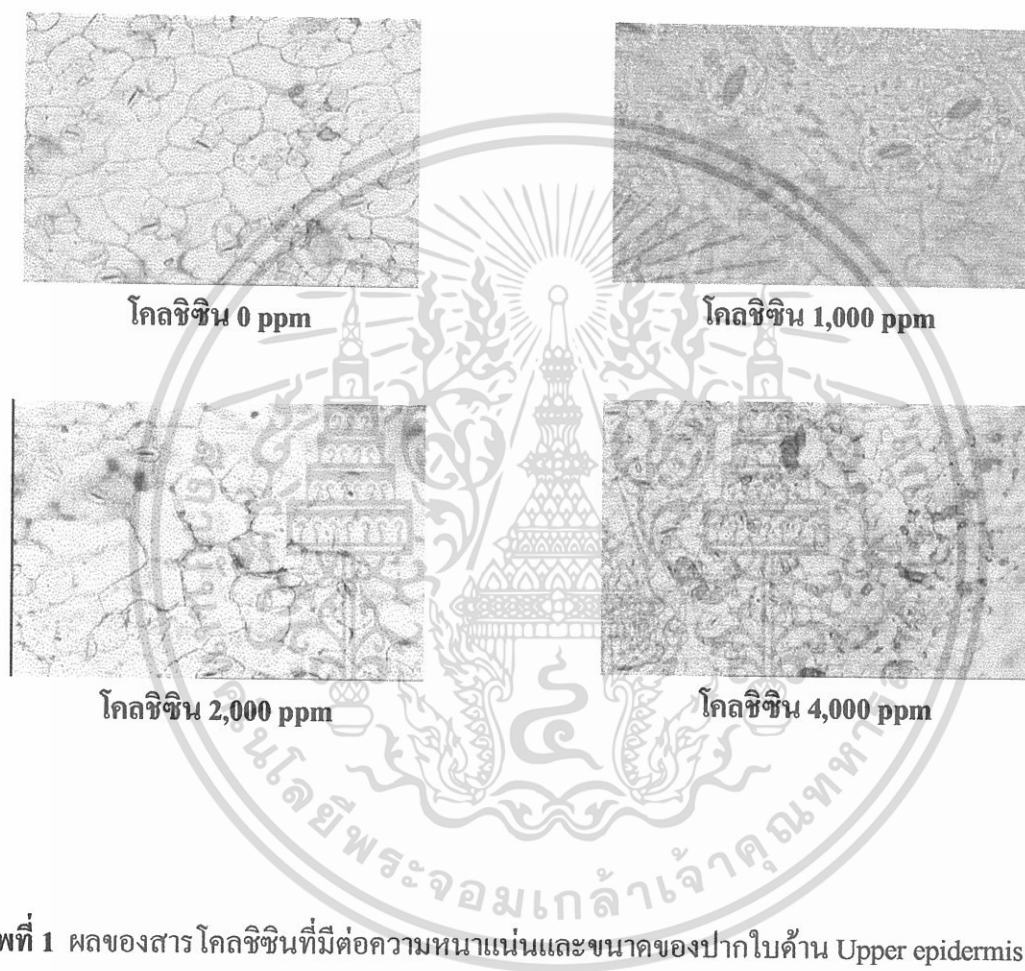 โคลชิซิน 0 ppm
โคลชิซิน 1,000 ppm
โคลชิซิน 2,000 ppm
โคลชิซิน 4,000 ppm
พที่ 1 ผลของสารโคลชิซินที่มีต่อความหนาแน่นและขนาดของปากใบด้าน Upper epidermis